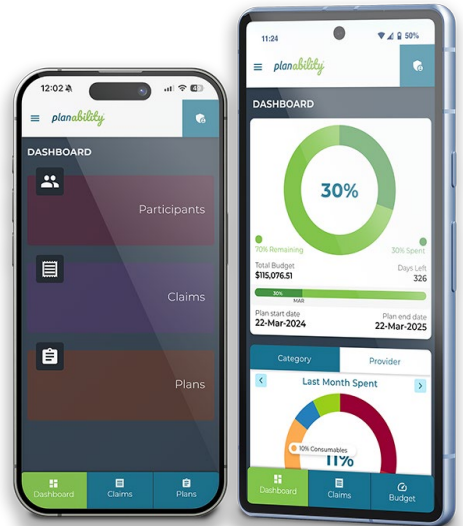 12:02
planability
DASHBOARD
Participants
Claims
Plans
Dashboard
Claims
Plans
11:24
50%
planability
DASHBOARD
30%
70% Remaining
30% Spent
Total Budget
Days Left
$115,076.51
326
30%
MAR
Plan start date
Plan end date
22-Mar-2024
22-Mar-2025
Category
Provider
Last Month Spent
10% Consumables
11%
Dashboard
Claims
Budget